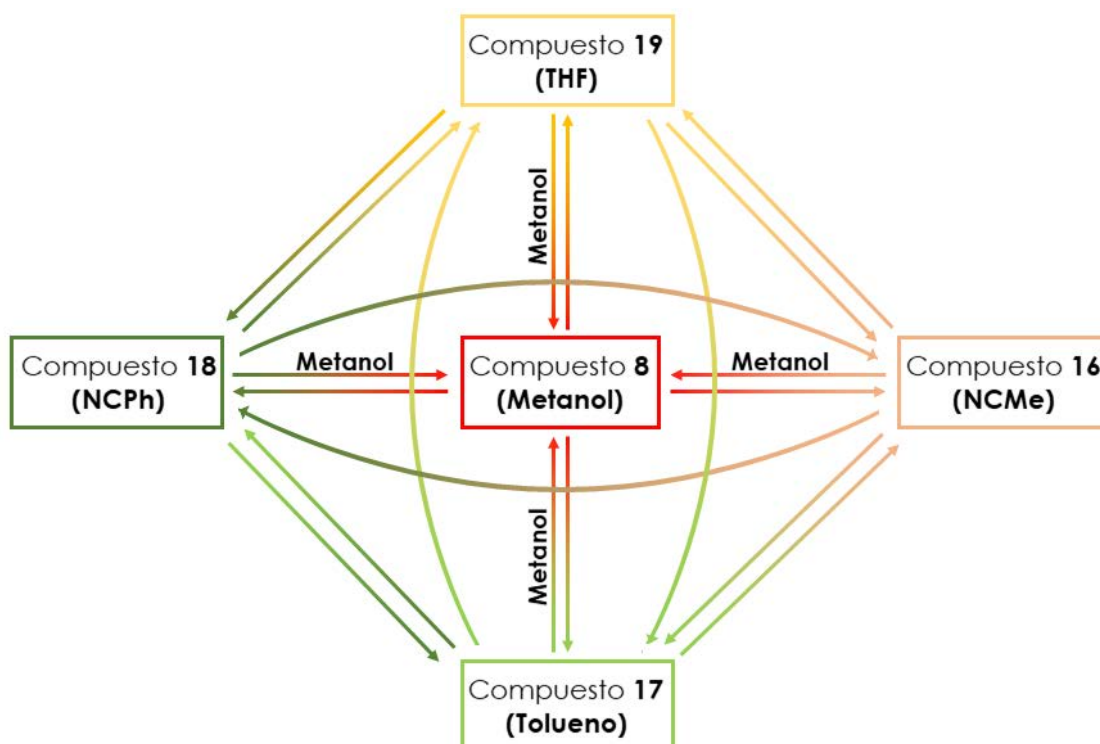 Compuesto 19
(THF)
Metanol
Compuesto 18
(NCPh)
Metanol
Compuesto 8
(Metanol)
Metanol
Compuesto 16
(NCMe)
Metanol
Compuesto 17
(Tolueno)